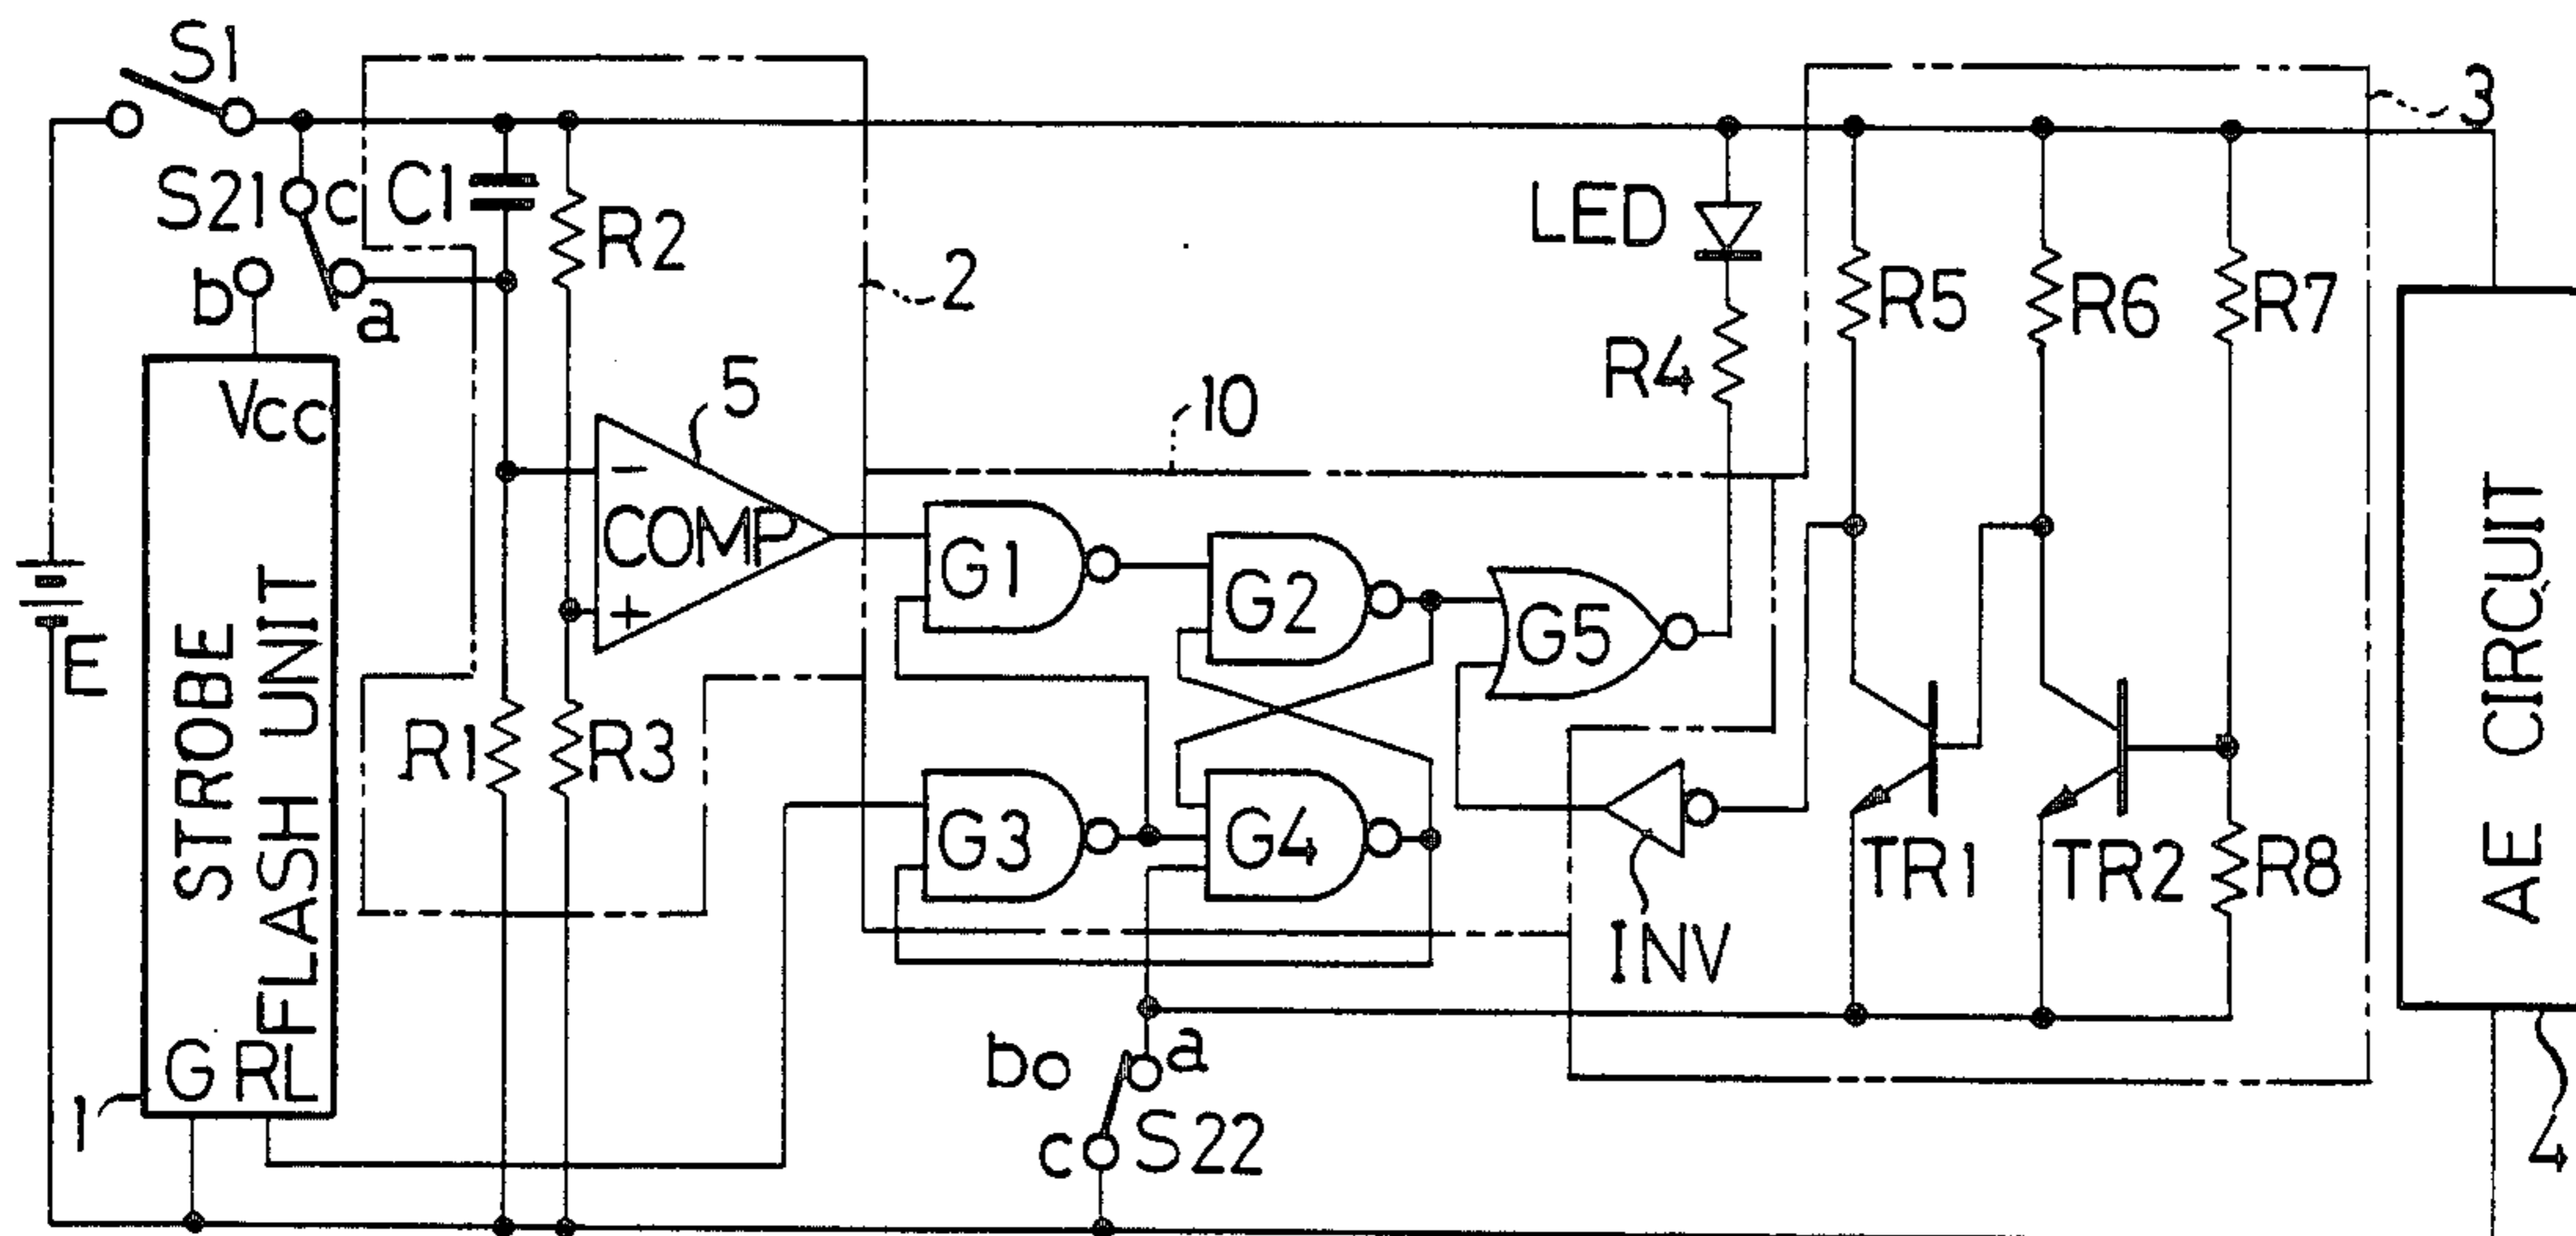 S1
3
S21
c
C1
R2
LED
b
a
2
R5
R6
R7
Vcc
5
10
R4
−
COMP
+
G1
G2
G5
E
STROBE
FLASH UNIT
R1
R3
G3
G4
INV
TR1
TR2
R8
AE CIRCUIT
G RL
1
b
a
c
S22
4